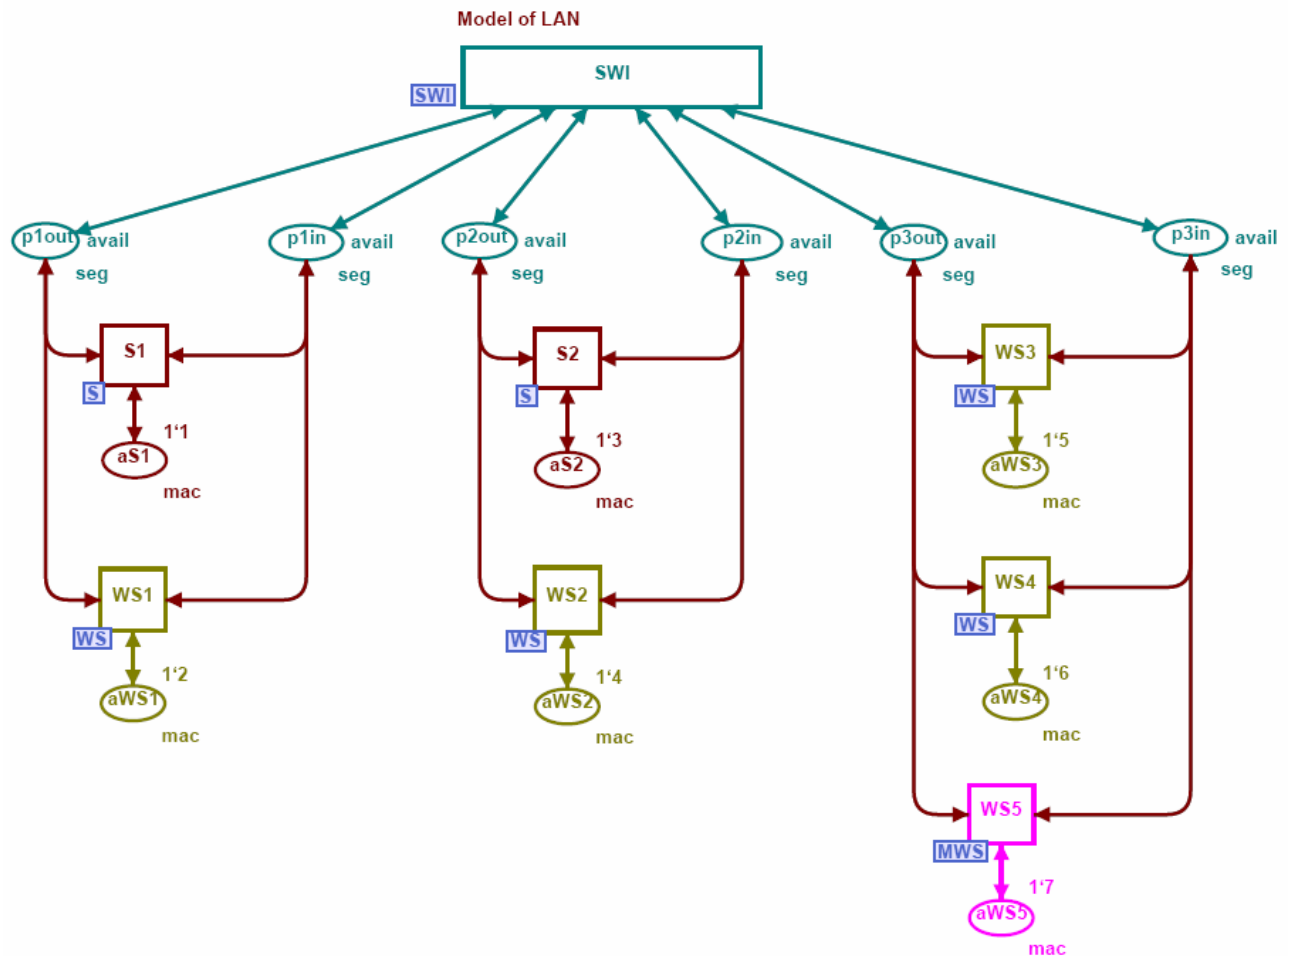 Model of LAN
SWI
SWI
p1out avail
seg
p1in avail
seg
p2out avail
seg
p2in avail
seg
p3out avail
seg
p3in avail
seg
S1
S
1‘1
aS1
mac
S2
S
1‘3
aS2
mac
WS3
WS
1‘5
aWS3
mac
WS1
WS
1‘2
aWS1
mac
WS2
WS
1‘4
aWS2
mac
WS4
WS
1‘6
aWS4
mac
WS5
MWS
1‘7
aWS5
mac